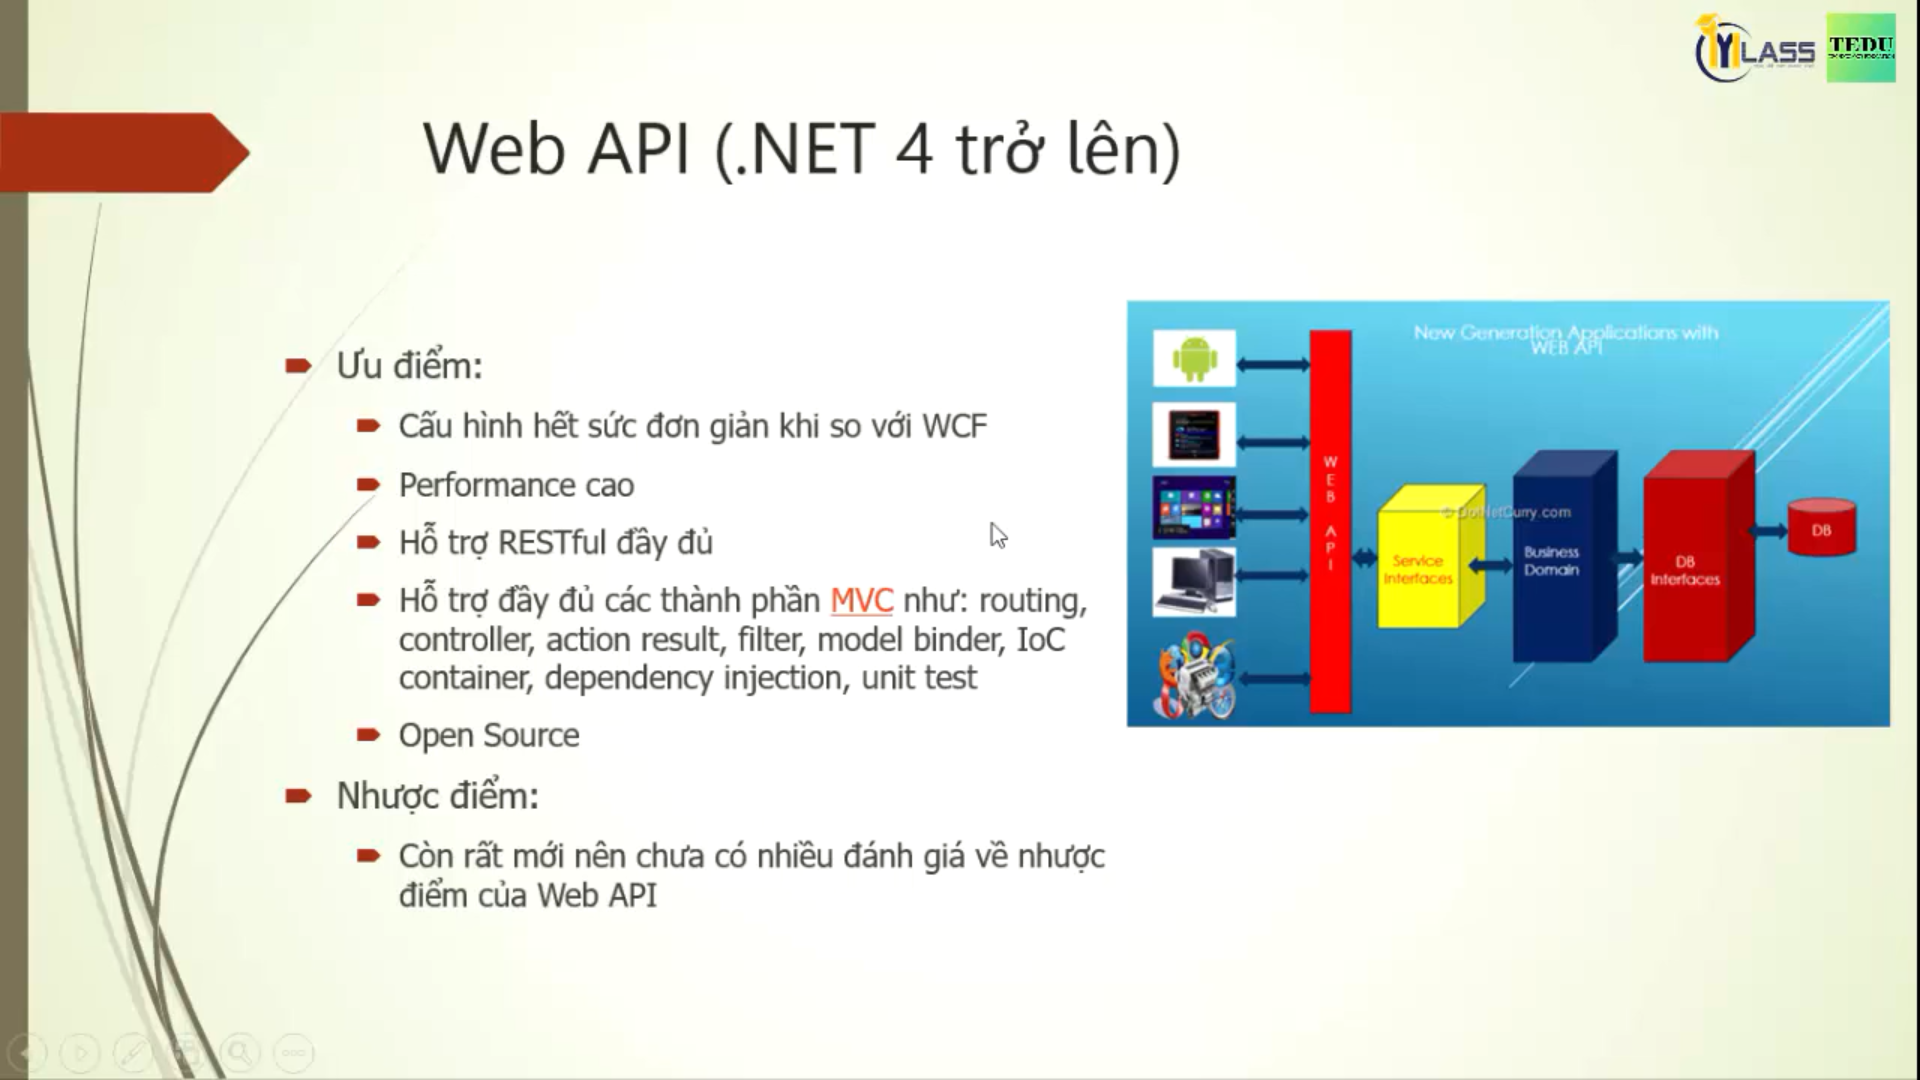 LASS
TEDU
Web API (.NET 4 trở lên)
Ưu điểm:
Cấu hình hết sức đơn giản khi so với WCF
Performance cao
Hỗ trợ RESTful đầy đủ
Hỗ trợ đầy đủ các thành phần MVC như: routing,
controller, action result, filter, model binder, IoC
container, dependency injection, unit test
Open Source
Nhược điểm:
Còn rất mới nên chưa có nhiều đánh giá về nhược
điểm của Web API
New Generation Applications with
WEB API
WEB API
© DotNetCurry.com
Service
Interfaces
Business
Domain
DB
Interfaces
DB